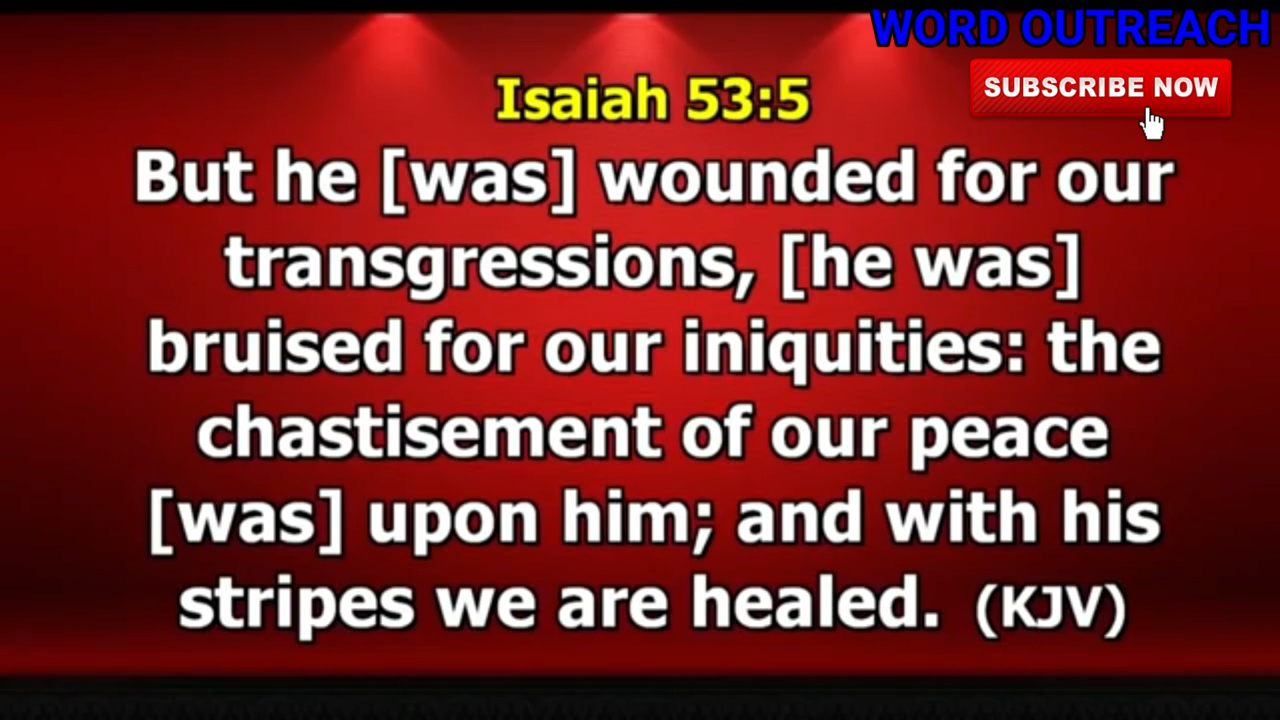 WORD OUTREACH
SUBSCRIBE NOW
Isaiah 53:5
But he [was] wounded for our
transgressions, [he was]
bruised for our iniquities: the
chastisement of our peace
[was] upon him; and with his
stripes we are healed. (KJV)